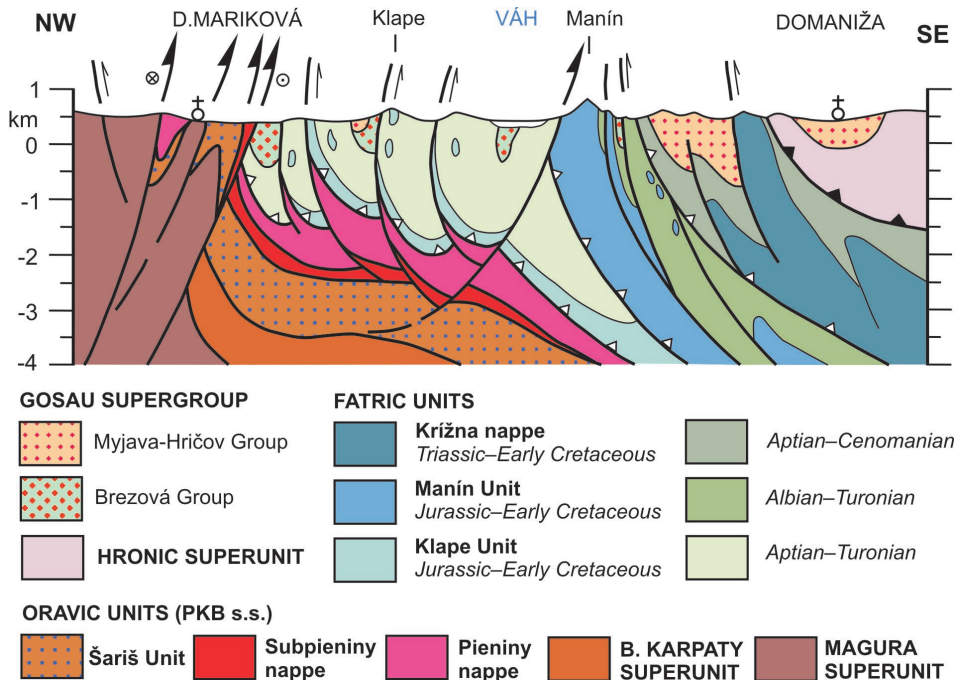 NW D.MARIKOVÁ Klape VÁH Manín DOMANIŽA SE
1
km
0
-1
-2
-3
-4
GOSAU SUPERGROUP
Myjava-Hričov Group
Brezová Group
HRONIC SUPERUNIT
FATRIC UNITS
Krížna nappe
Triassic–Early Cretaceous
Aptian–Cenomanian
Manín Unit
Jurassic–Early Cretaceous
Albian–Turonian
Klape Unit
Jurassic–Early Cretaceous
Aptian–Turonian
ORAVIC UNITS (PKB s.s.)
Šariš Unit
Subpieniny
nappe
Pieniny
nappe
B. KARPATY
SUPERUNIT
MAGURA
SUPERUNIT